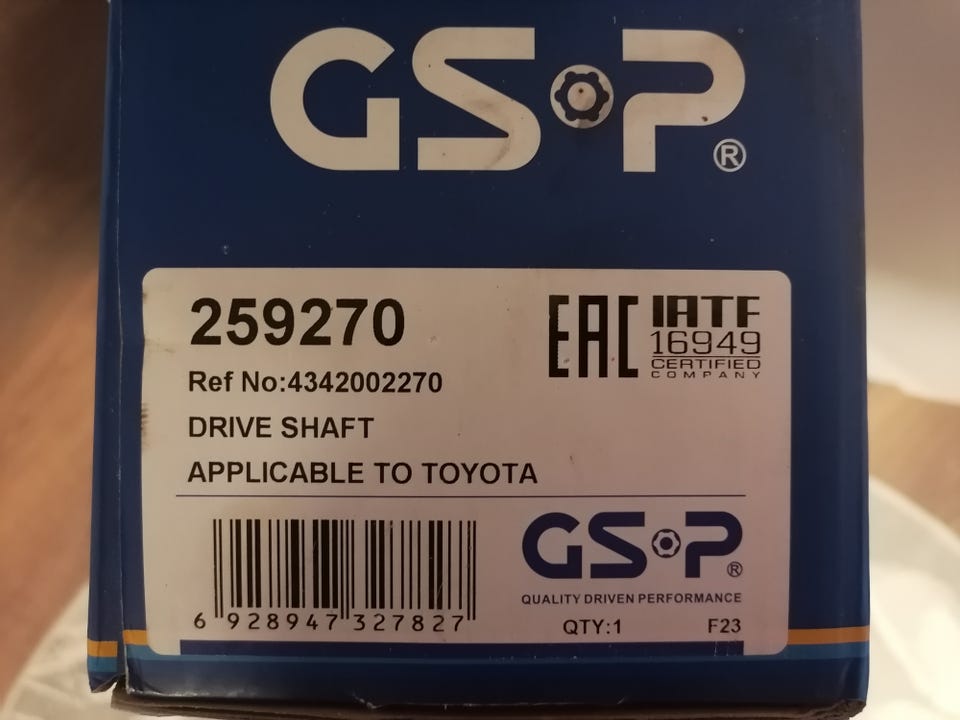 GSP®
259270
EAC
IATF
16949
CERTIFIED
COMPANY
Ref No:4342002270
DRIVE SHAFT
APPLICABLE TO TOYOTA
6 928947 327827
GSP®
QUALITY DRIVEN PERFORMANCE
QTY:1 F23